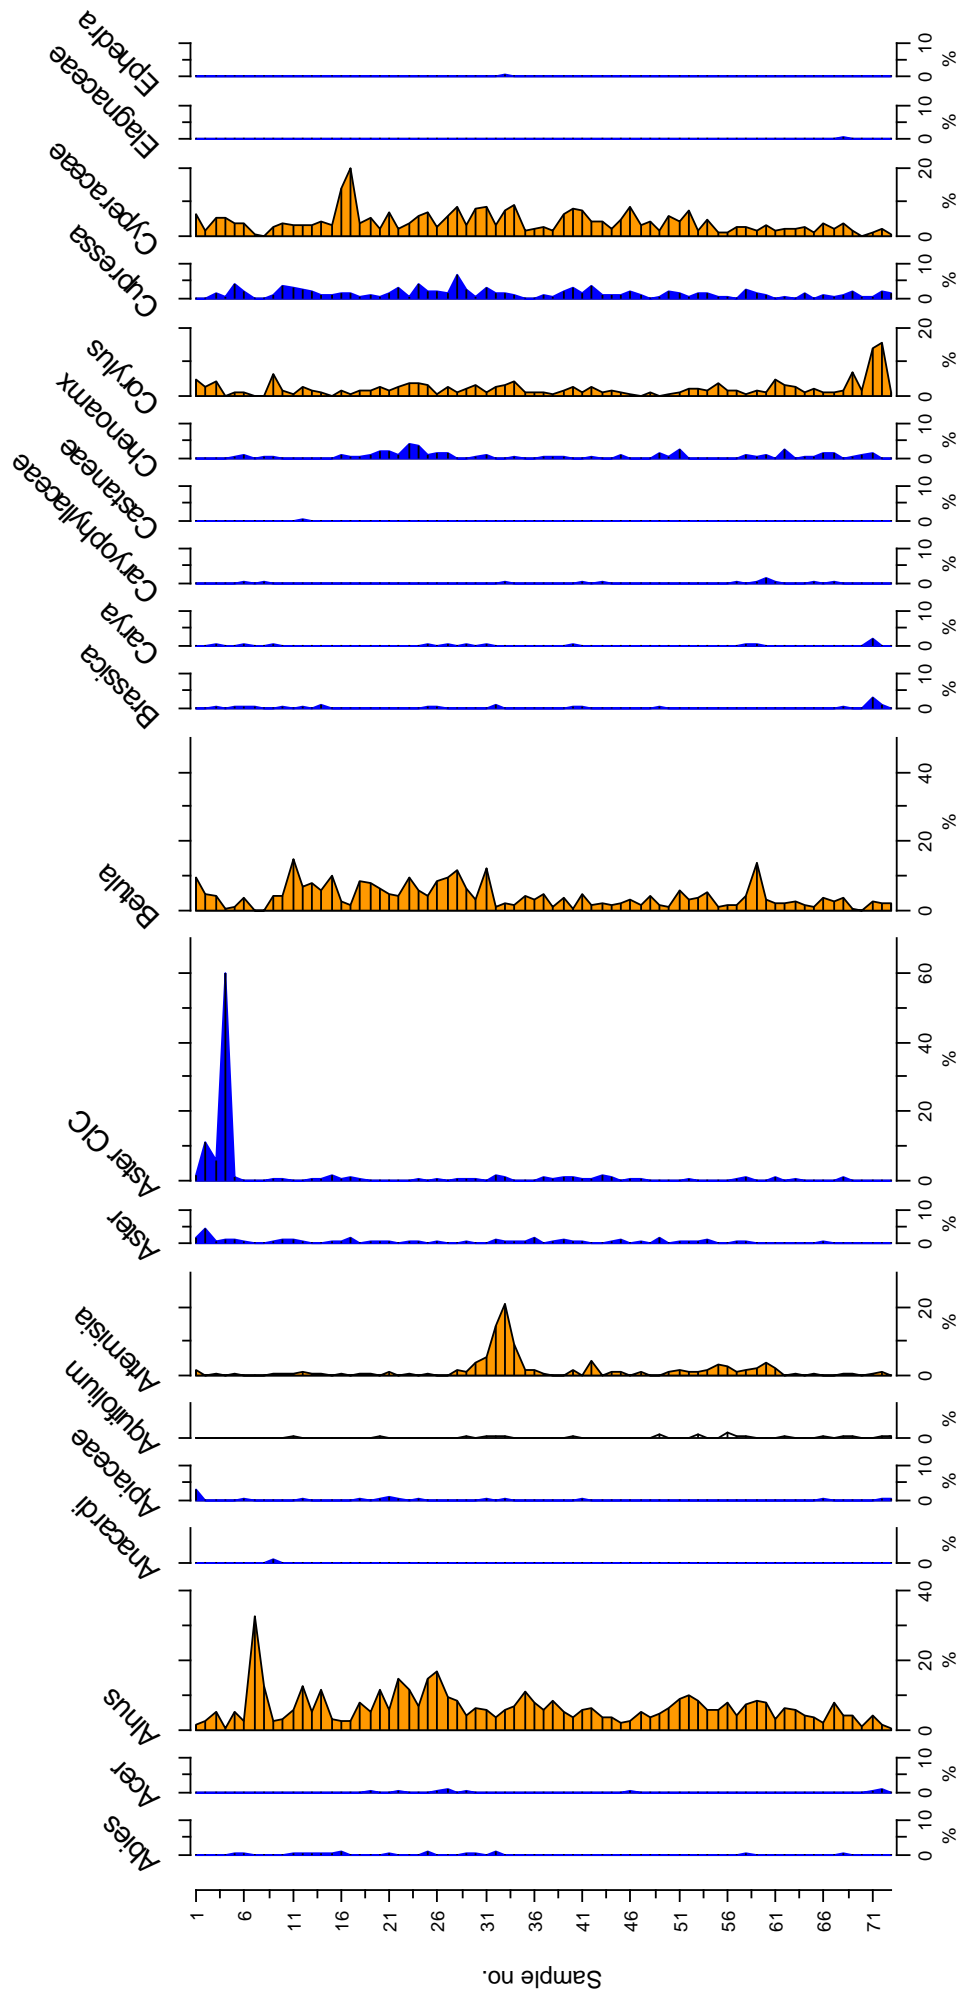 Ephedra
0 10
%
Elagnaceae
0 10
%
Cyperaceae
0 20
%
Cupressa
0 10
%
Corylus
0 20
%
Chenoamx
0 10
%
Castaneae
0 10
%
Caryophyllaceae
0 10
%
Carya
0 10
%
Brassica
0 10
%
Betula
0 20 40
%
Aster CIC
0 20 40 60
%
Aster
0 10
%
Artemisia
0 20
%
Aquifolium
0
%
Apiaceae
0 10
%
Anacardi
0
%
Alnus
0 20 40
%
Acer
0 10
%
Abies
0 10
%
1 6 11 16 21 26 31 36 41 46 51 56 61 66 71
Sample no.